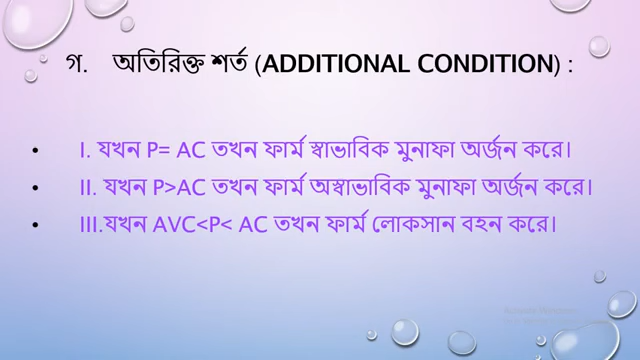 গ. অতিরিক্ত শর্ত (ADDITIONAL CONDITION) :
• I. যখন P= AC তখন ফার্ম স্বাভাবিক মুনাফা অর্জন করে।
• II. যখন P>AC তখন ফার্ম অস্বাভাবিক মুনাফা অর্জন করে।
• III.যখন AVC<P< AC তখন ফার্ম লোকসান বহন করে।